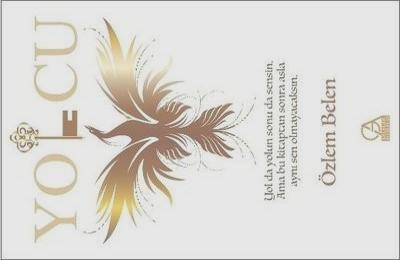 YOLCU
Yol da yolun sonu da sensin.
Ama bu kitaptan sonra asla
aynı sen olmayacaksın.
Özlem Belen